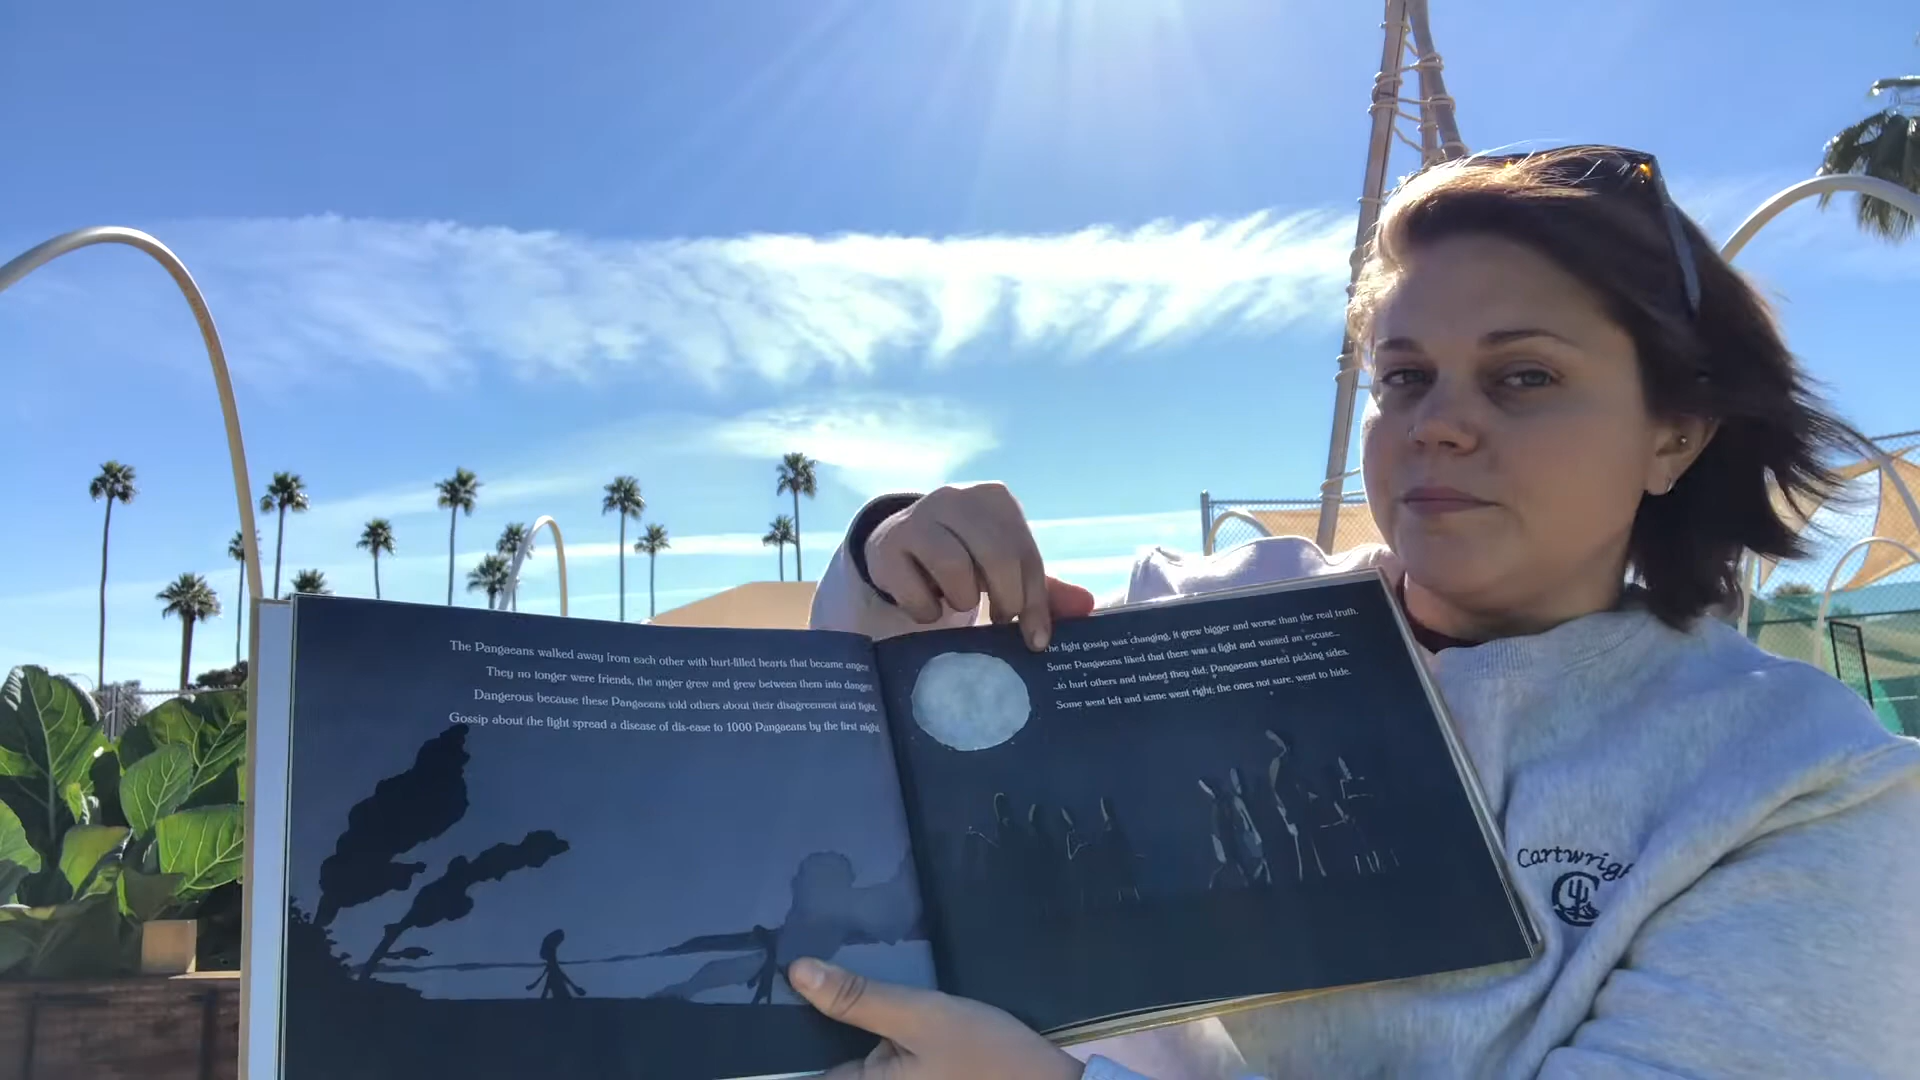 The Pangaeans walked away from each other with hurt-filled hearts that became anger.
They no longer were friends, the anger grew and grew between them into danger.
Dangerous because these Pangaeans told others about their disagreement and fight.
Gossip about the fight spread a disease of dis-ease to 1000 Pangaeans by the first night.
The fight gossip was changing, it grew bigger and worse than the real truth.
Some Pangaeans liked that there was a fight and wanted an excuse...
...to hurt others and indeed they did; Pangaeans started picking sides.
Some went left and some went right; the ones not sure, went to hide.
Cartwrigh